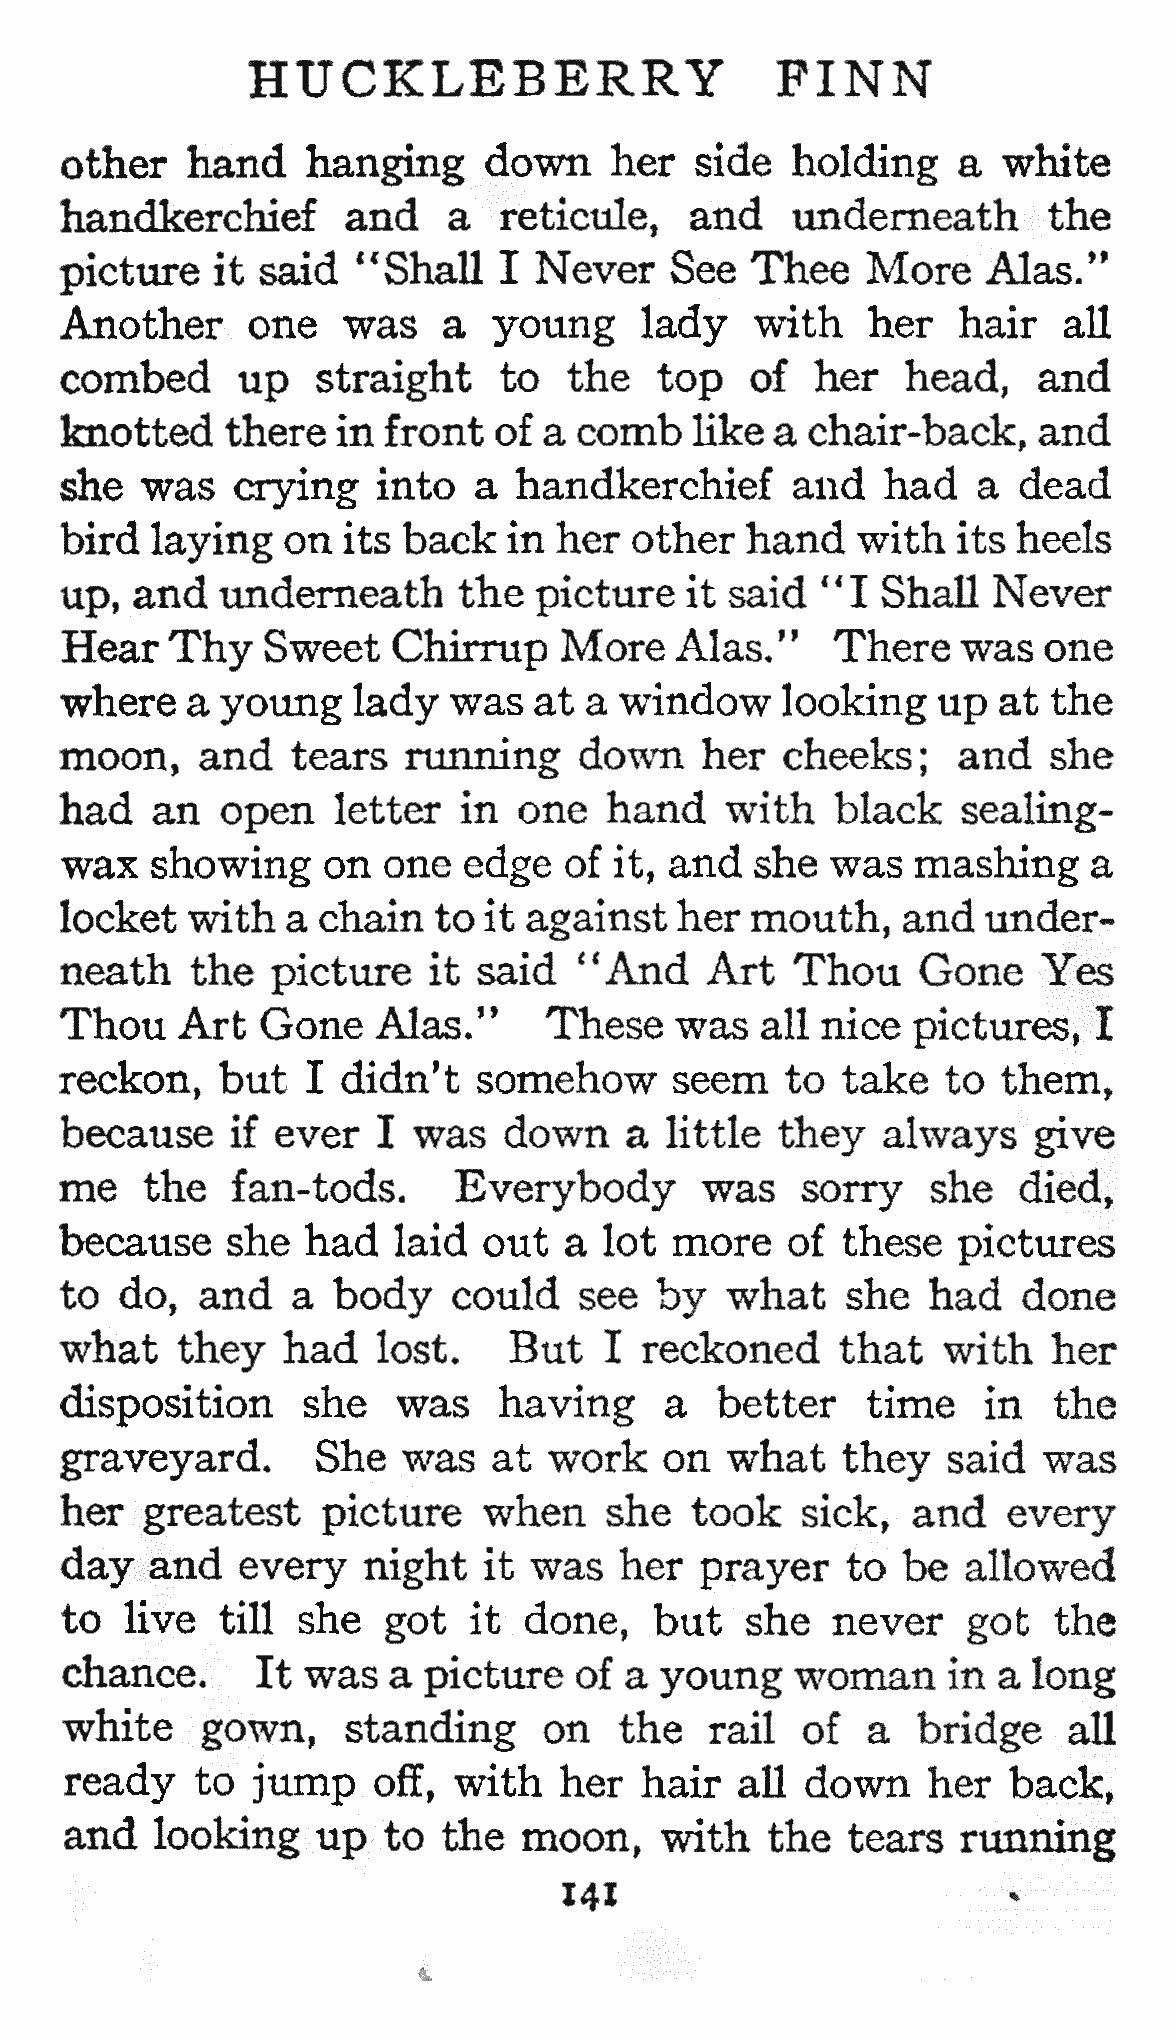 HUCKLEBERRY FINN
other hand hanging down her side holding a white
handkerchief and a reticule, and underneath the
picture it said "Shall I Never See Thee More Alas."
Another one was a young lady with her hair all
combed up straight to the top of her head, and
knotted there in front of a comb like a chair-back, and
she was crying into a handkerchief and had a dead
bird laying on its back in her other hand with its heels
up, and underneath the picture it said "I Shall Never
Hear Thy Sweet Chirrup More Alas." There was one
where a young lady was at a window looking up at the
moon, and tears running down her cheeks; and she
had an open letter in one hand with black sealing-
wax showing on one edge of it, and she was mashing a
locket with a chain to it against her mouth, and under-
neath the picture it said "And Art Thou Gone Yes
Thou Art Gone Alas." These was all nice pictures, I
reckon, but I didn't somehow seem to take to them,
because if ever I was down a little they always give
me the fan-tods. Everybody was sorry she died,
because she had laid out a lot more of these pictures
to do, and a body could see by what she had done
what they had lost. But I reckoned that with her
disposition she was having a better time in the
graveyard. She was at work on what they said was
her greatest picture when she took sick, and every
day and every night it was her prayer to be allowed
to live till she got it done, but she never got the
chance. It was a picture of a young woman in a long
white gown, standing on the rail of a bridge all
ready to jump off, with her hair all down her back,
and looking up to the moon, with the tears running
141